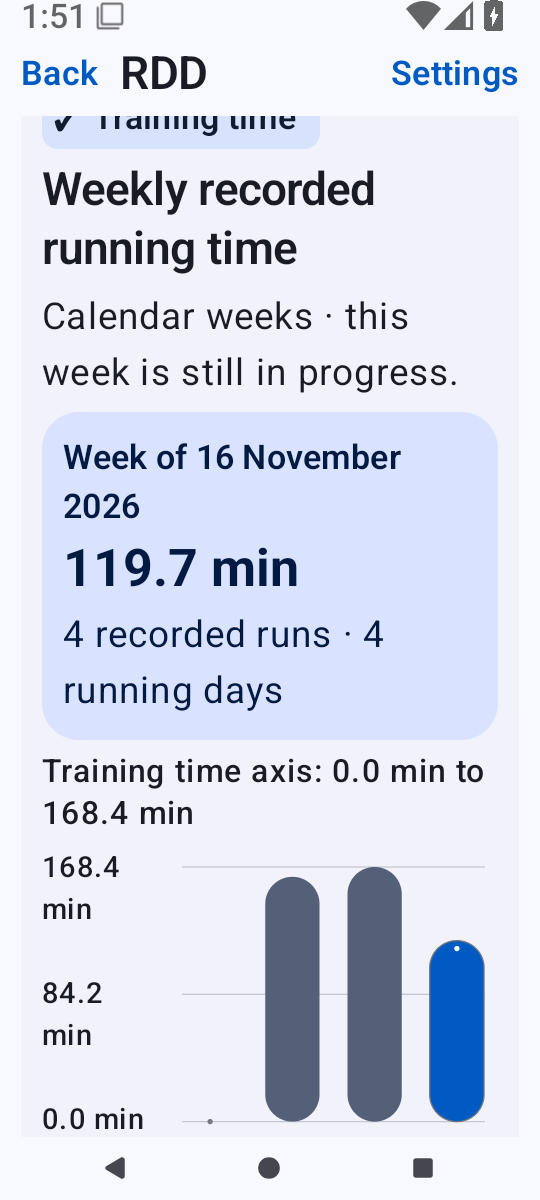 1:51
Back RDD Settings
✓ Training time
Weekly recorded
running time
Calendar weeks · this
week is still in progress.
Week of 16 November
2026
119.7 min
4 recorded runs · 4
running days
Training time axis: 0.0 min to
168.4 min
168.4
min
84.2
min
0.0 min